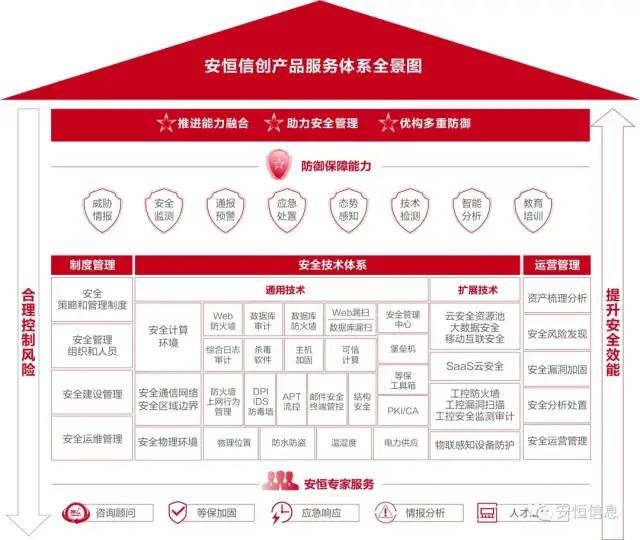 安恒信创产品服务体系全景图
推进能力融合 助力安全管理 优构多重防御
防御保障能力
威胁
情报
安全
监测
通报
预警
应急
处置
态势
感知
技术
检测
智能
分析
教育
培训
合理控制风险
制度管理
安全
策略和管理制度
安全管理
组织和人员
安全建设管理
安全运维管理
安全技术体系
通用技术
安全计算
环境
Web
防火墙
数据库
审计
数据库
防火墙
Web漏扫
数据库漏扫
综合日志
审计
杀毒
软件
主机
加固
可信
计算
安全管理
中心
堡垒机
等保
工具箱
PKI/CA
安全通信网络
安全区域边界
防火墙
上网行为
管理
DPI
IDS
防毒墙
APT
流控
邮件安全
终端管控
结构
安全
安全物理环境
物理位置
防水防盗
温湿度
电力供应
扩展技术
云安全资源池
大数据安全
移动互联安全
SaaS云安全
工控防火墙
工控漏洞扫描
工控安全监测审计
物联感知设备防护
运营管理
资产梳理分析
安全风险发现
安全漏洞加固
安全分析处置
安全运营管理
提升安全效能
安恒专家服务
咨询顾问
等保加固
应急响应
情报分析
人才...
安恒信息